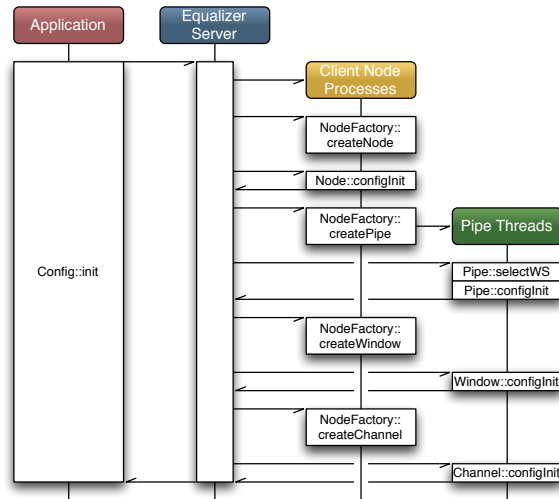 Application
Equalizer
Server
Client Node
Processes
NodeFactory::
createNode
Node::configInit
NodeFactory::
createPipe
Pipe Threads
Config::init
Pipe::selectWS
Pipe::configInit
NodeFactory::
createWindow
Window::configInit
NodeFactory::
createChannel
Channel::configInit